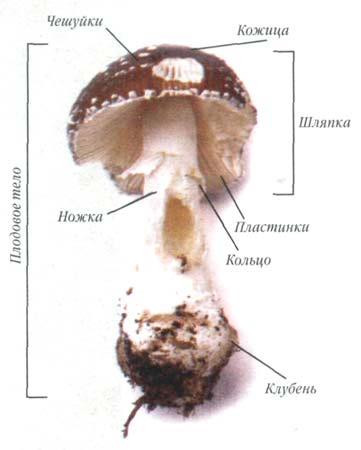 Чешуйки
Кожица
Шляпка
Плодовое тело
Ножка
Пластинки
Кольцо
Клубень